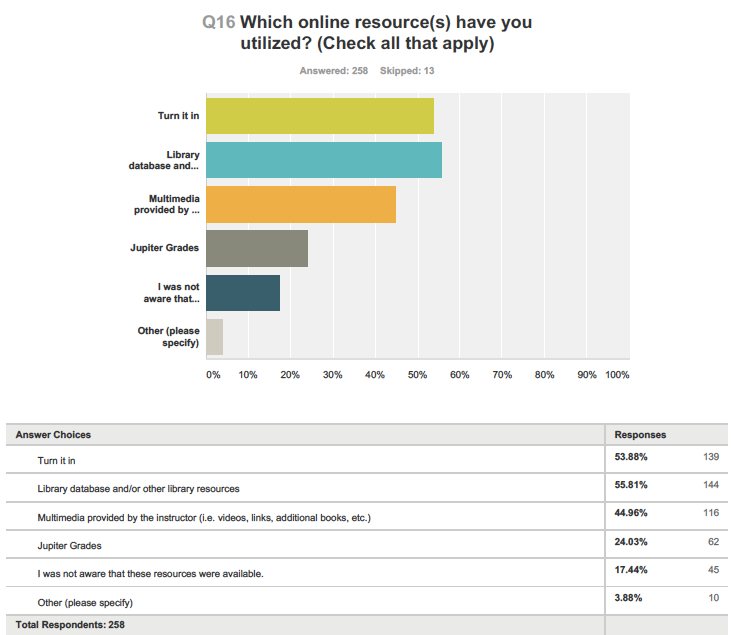 Q16 Which online resource(s) have you
utilized? (Check all that apply)
Answered: 258 Skipped: 13
Turn it in
Library
database and...
Multimedia
provided by ...
Jupiter Grades
I was not
aware that...
Other (please
specify)
0% 10% 20% 30% 40% 50% 60% 70% 80% 90% 100%
Answer Choices Responses
Turn it in 53.88% 139
Library database and/or other library resources 55.81% 144
Multimedia provided by the instructor (i.e. videos, links, additional books, etc.) 44.96% 116
Jupiter Grades 24.03% 62
I was not aware that these resources were available. 17.44% 45
Other (please specify) 3.88% 10
Total Respondents: 258